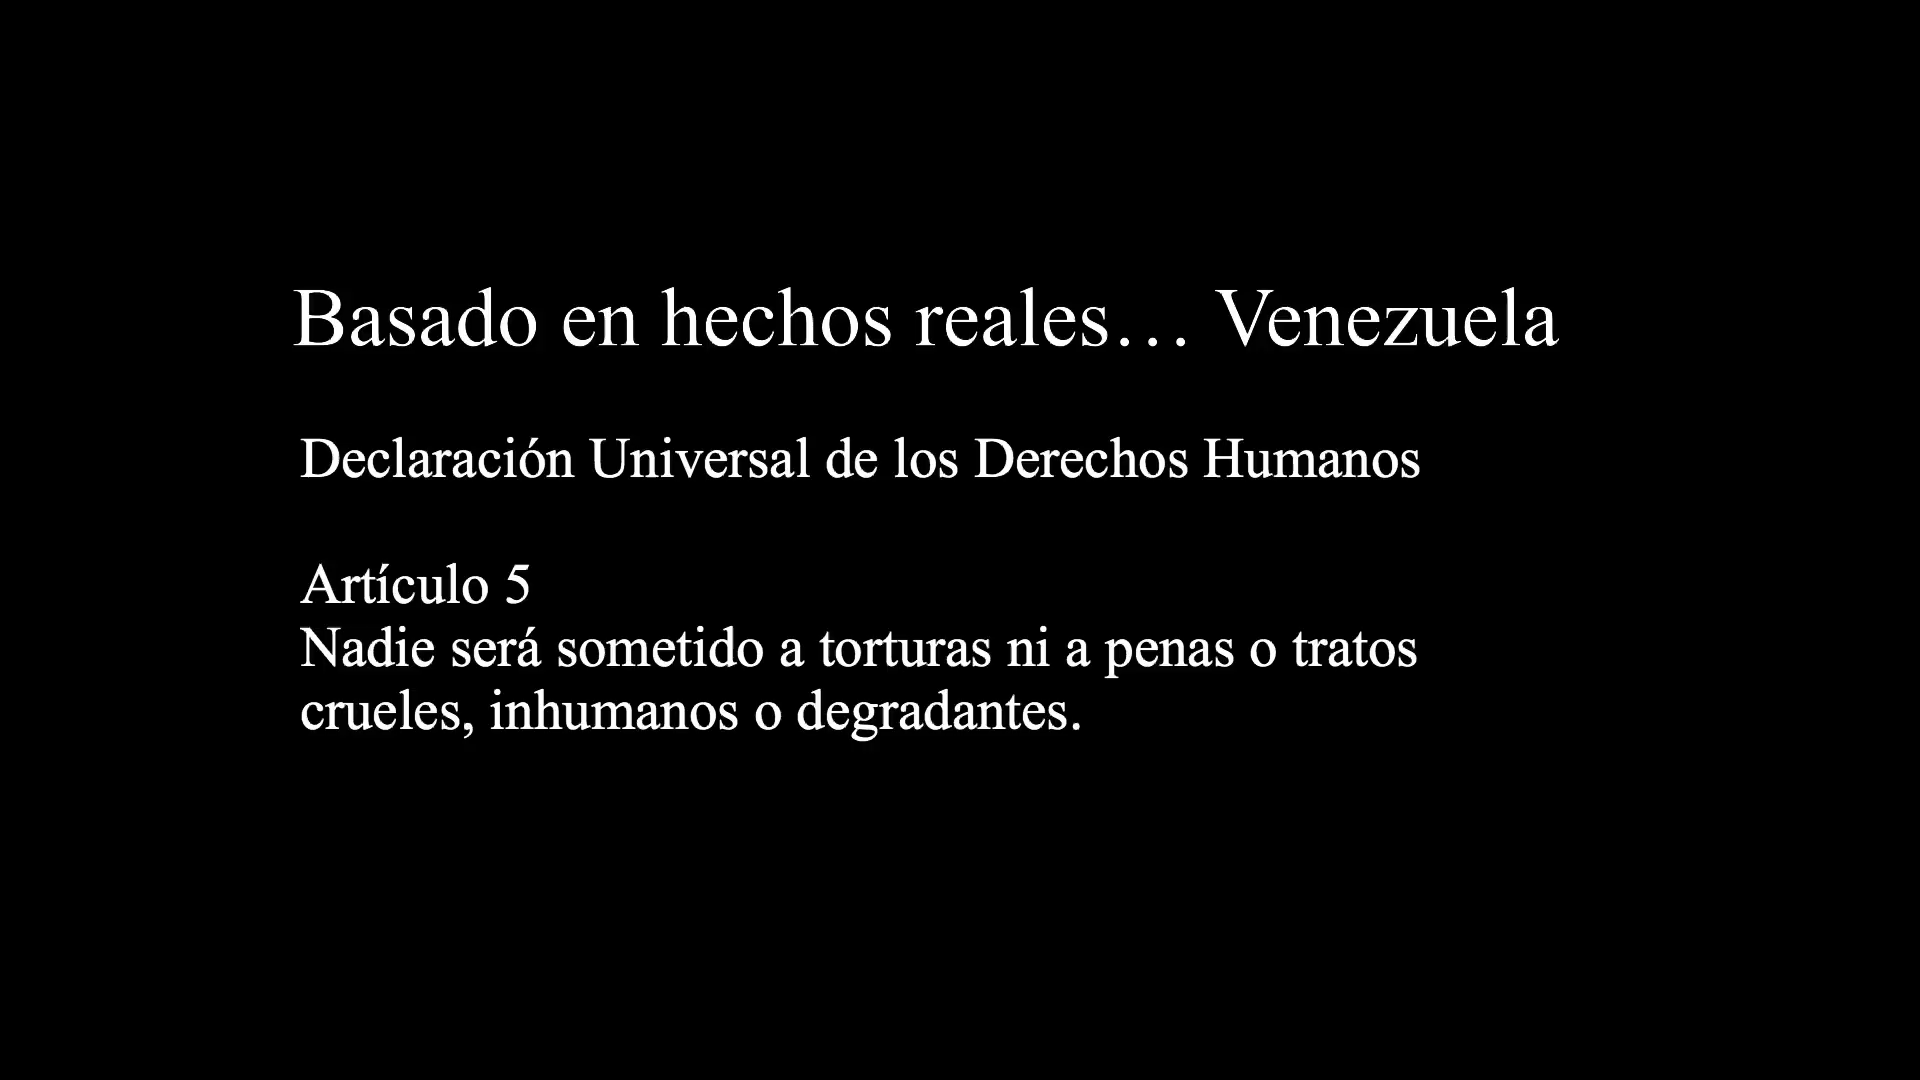 Basado en hechos reales… Venezuela
Declaración Universal de los Derechos Humanos
Artículo 5
Nadie será sometido a torturas ni a penas o tratos
crueles, inhumanos o degradantes.